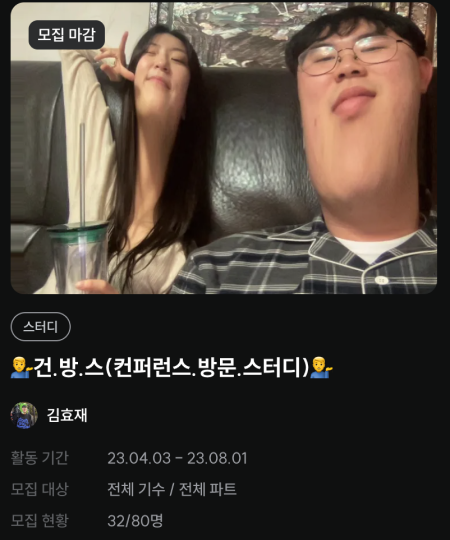 모집 마감
스터디
💁‍♂️건.방.스(컨퍼런스.방문.스터디)💁‍♂️
김효재
활동 기간 23.04.03 - 23.08.01
모집 대상 전체 기수 / 전체 파트
모집 현황 32/80명